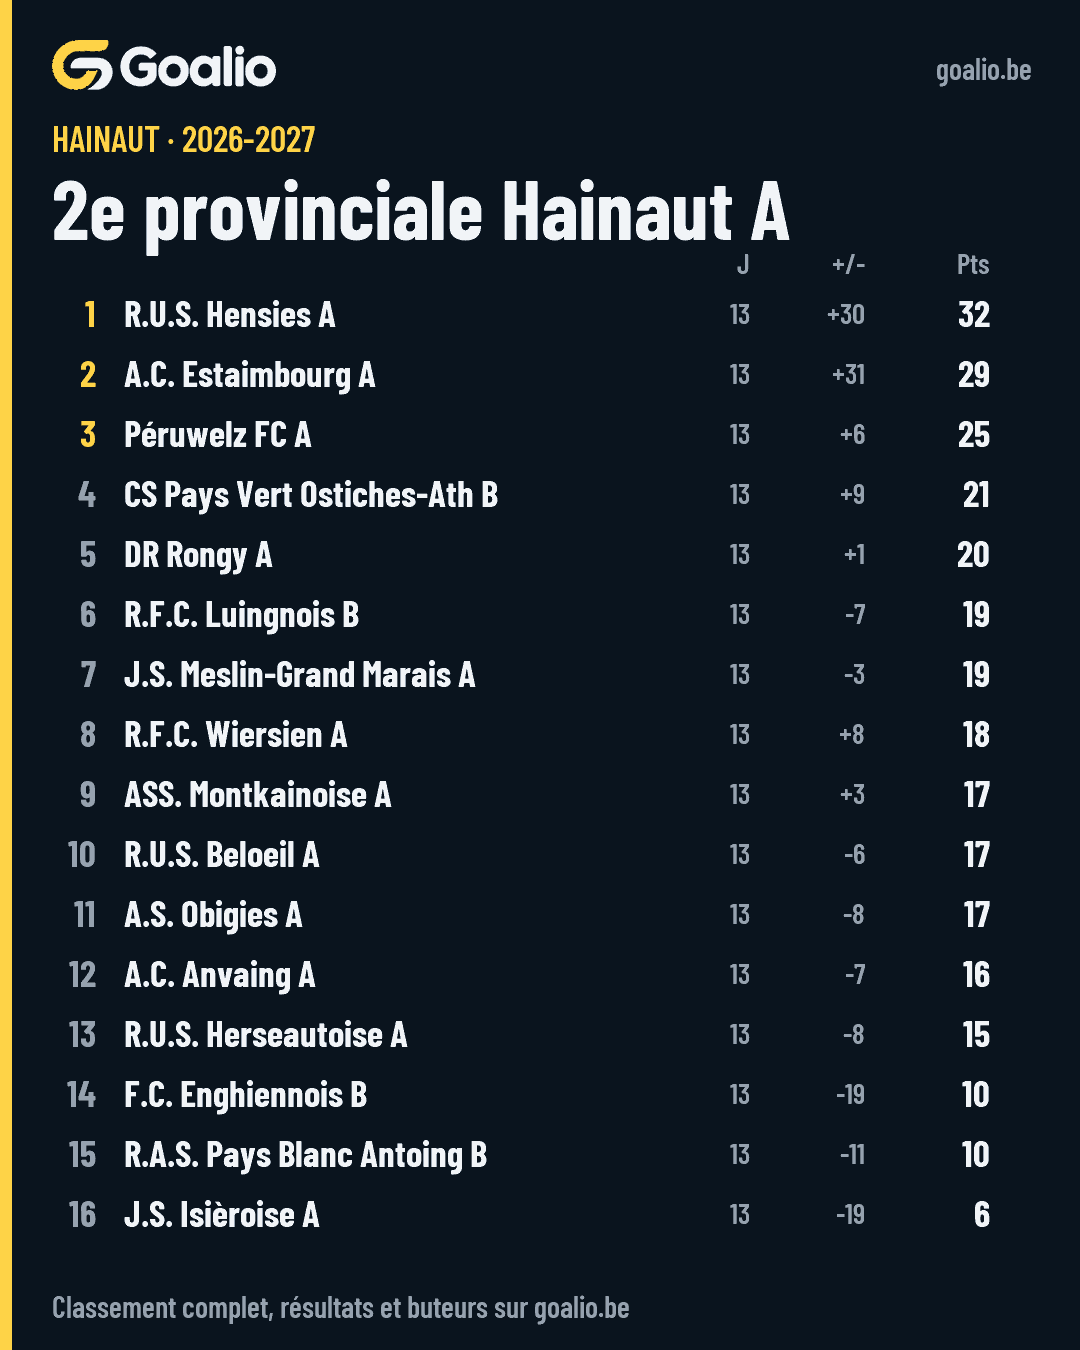 Goalio
goalio.be
HAINAUT · 2026-2027
2e provinciale Hainaut A
J +/- Pts
1 R.U.S. Hensies A 13 +30 32
2 A.C. Estaimbourg A 13 +31 29
3 Péruwelz FC A 13 +6 25
4 CS Pays Vert Ostiches-Ath B 13 +9 21
5 DR Rongy A 13 +1 20
6 R.F.C. Luingnois B 13 -7 19
7 J.S. Meslin-Grand Marais A 13 -3 19
8 R.F.C. Wiersien A 13 +8 18
9 ASS. Montkainoise A 13 +3 17
10 R.U.S. Beloeil A 13 -6 17
11 A.S. Obigies A 13 -8 17
12 A.C. Anvaing A 13 -7 16
13 R.U.S. Herseautoise A 13 -8 15
14 F.C. Enghiennois B 13 -19 10
15 R.A.S. Pays Blanc Antoing B 13 -11 10
16 J.S. Isièroise A 13 -19 6
Classement complet, résultats et buteurs sur goalio.be